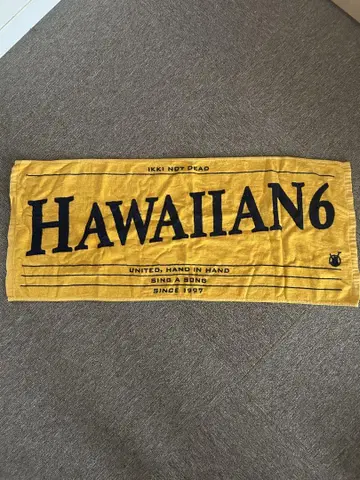 IKKI NOT DEAD
HAWAIIAN6
UNITED, HAND IN HAND
SING A SONG
SINCE 1997